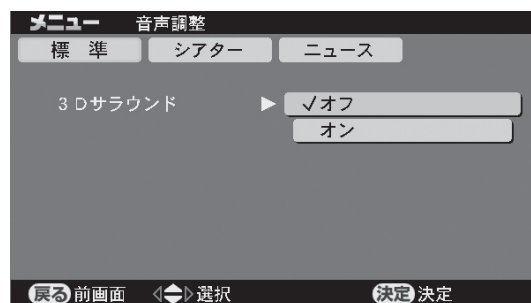 メニュー 音声調整
標 準 シアター ニュース
3Dサラウンド ▶ ✓オフ
オン
戻る 前画面 選択 決定 決定